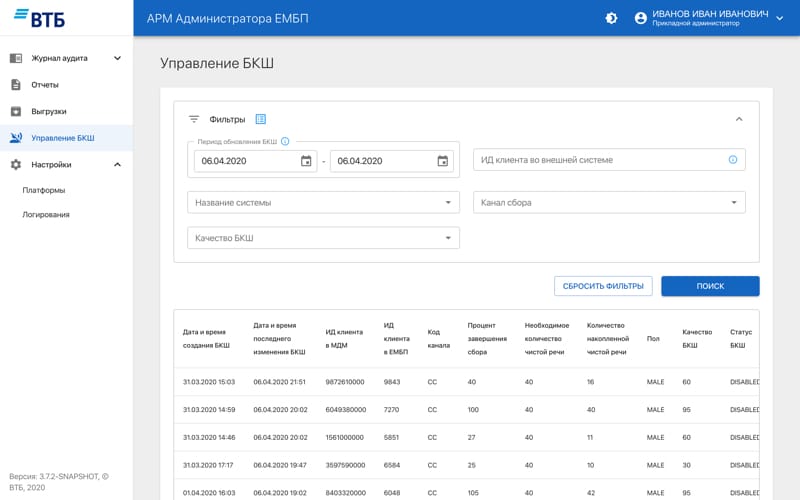 ВТБ
АРМ Администратора ЕМБП
ИВАНОВ ИВАН ИВАНОВИЧ
Прикладной администратор
Журнал аудита
Отчеты
Выгрузки
Управление БКШ
Настройки
Платформы
Логирования
Версия: 3.7.2-SNAPSHOT, ©
ВТБ, 2020
Управление БКШ
Фильтры
Период обновления БКШ
06.04.2020 - 06.04.2020
ИД клиента во внешней системе
Название системы
Канал сбора
Качество БКШ
СБРОСИТЬ ФИЛЬТРЫ
ПОИСК
Дата и время создания БКШ
Дата и время последнего изменения БКШ
ИД клиента в МДМ
ИД клиента в ЕМБП
Код канала
Процент завершения сбора
Необходимое количество чистой речи
Количество накопленной чистой речи
Пол
Качество БКШ
Статус БКШ
31.03.2020 15:03 06.04.2020 21:51 9872610000 9843 CC 40 40 16 MALE 60 DISABLED
31.03.2020 14:59 06.04.2020 20:02 6049380000 7270 CC 100 40 40 MALE 95 DISABLED
31.03.2020 14:46 06.04.2020 20:02 1561000000 5851 CC 27 40 11 MALE 60 DISABLED
31.03.2020 17:17 06.04.2020 19:47 3597590000 6584 CC 25 40 10 MALE 30 DISABLED
01.04.2020 16:03 06.04.2020 19:02 8403320000 6048 CC 105 40 42 MALE 95 DISABLED